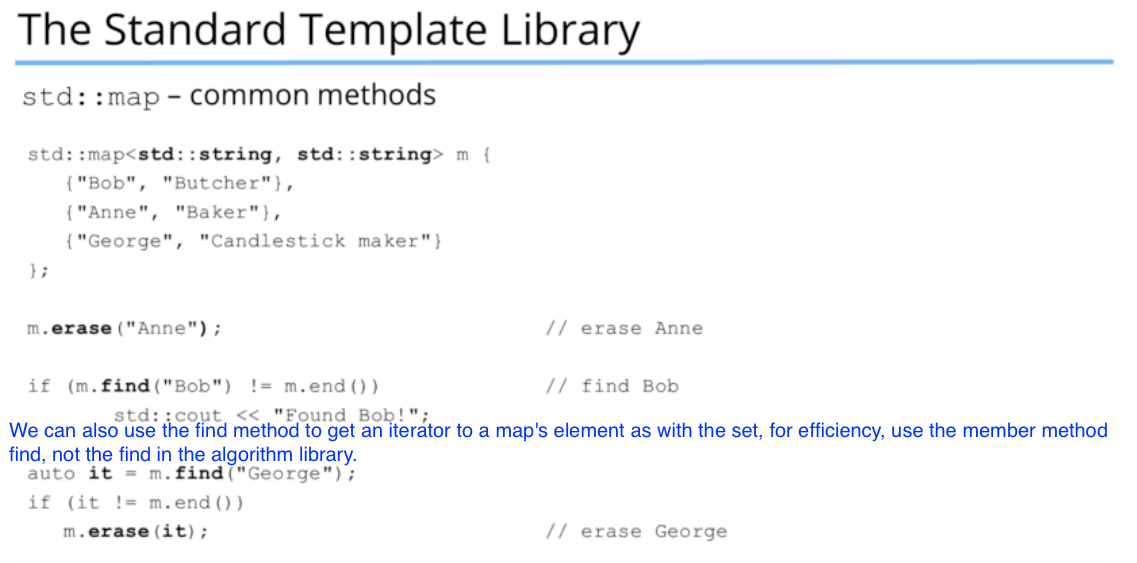 The Standard Template Library
std::map – common methods
std::map<std::string, std::string> m {
{"Bob", "Butcher"},
{"Anne", "Baker"},
{"George", "Candlestick maker"}
};
m.erase("Anne"); // erase Anne
if (m.find("Bob") != m.end()) // find Bob
std::cout << "Found Bob!";
We can also use the find method to get an iterator to a map's element as with the set, for efficiency, use the member method
find, not the find in the algorithm library.
auto it = m.find("George");
if (it != m.end())
m.erase(it); // erase George